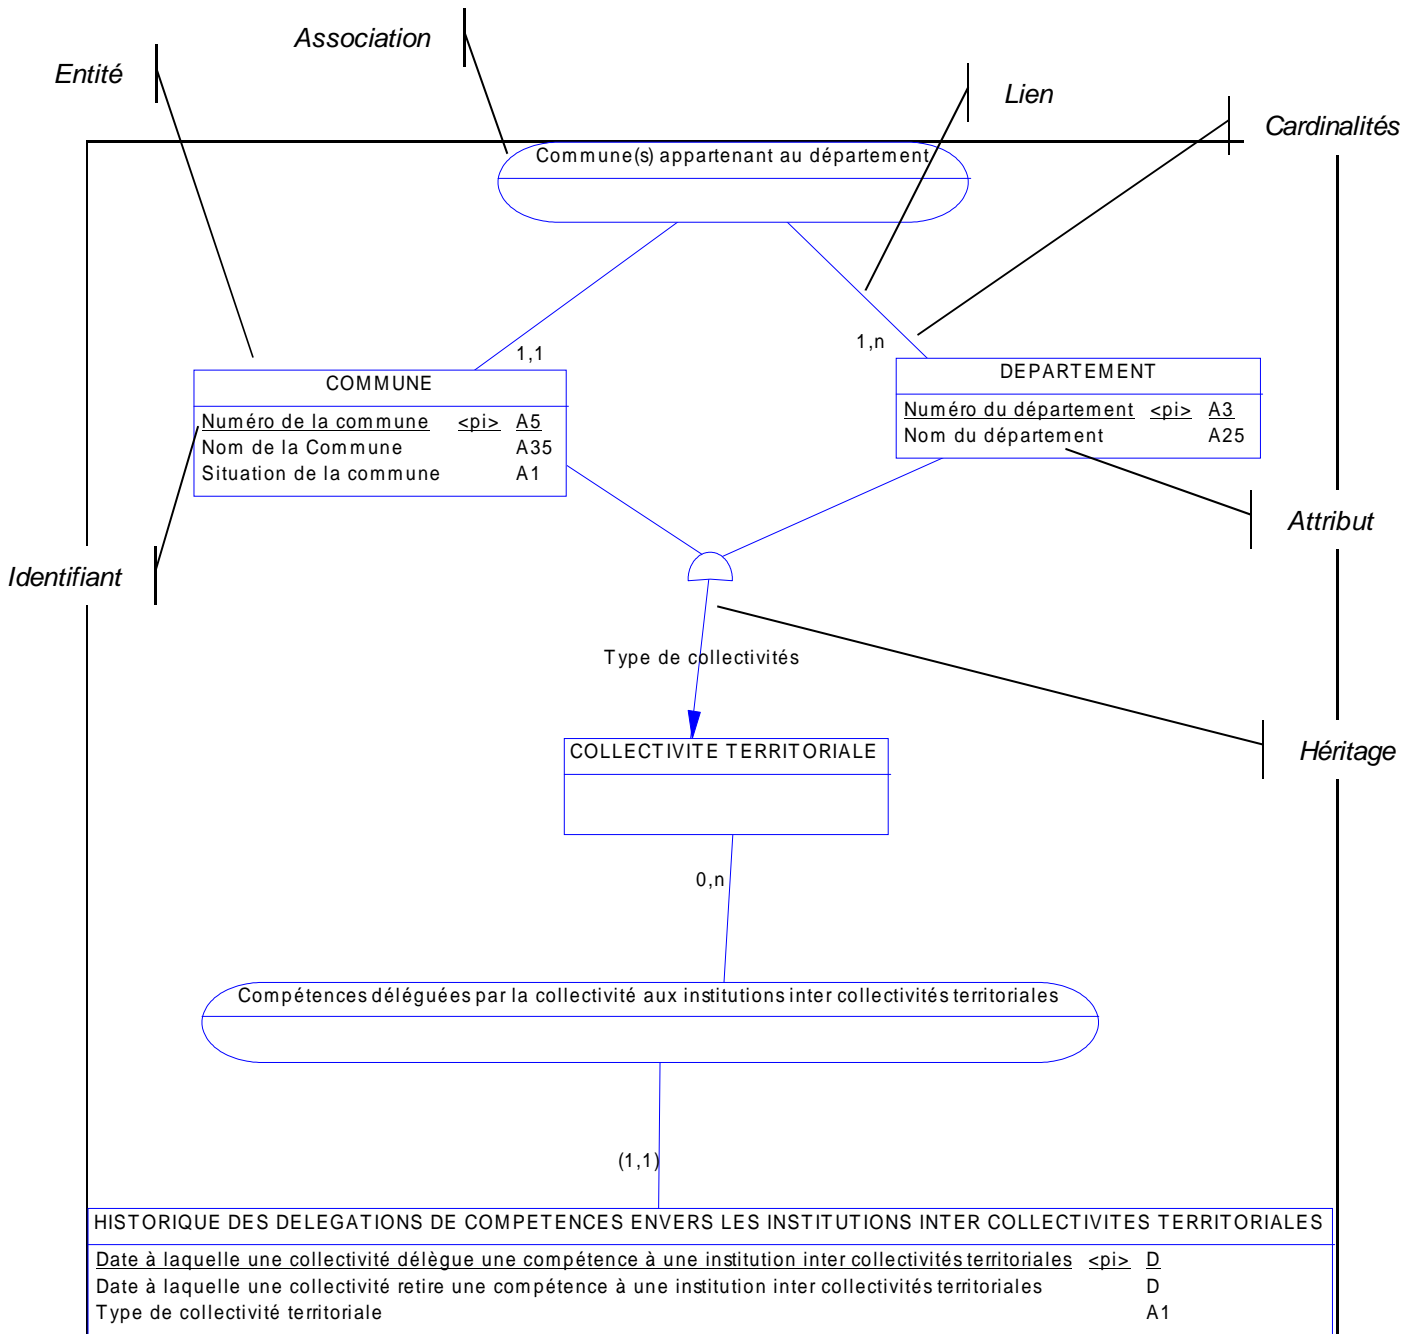 Association
Entité
Lien
Cardinalités
Commune(s) appartenant au département
1,1
1,n
COMMUNE
Numéro de la commune <pi> A5
Nom de la Commune A35
Situation de la commune A1
DEPARTEMENT
Numéro du département <pi> A3
Nom du département A25
Attribut
Identifiant
Type de collectivités
Héritage
COLLECTIVITE TERRITORIALE
0,n
Compétences déléguées par la collectivité aux institutions inter collectivités territoriales
(1,1)
HISTORIQUE DES DELEGATIONS DE COMPETENCES ENVERS LES INSTITUTIONS INTER COLLECTIVITES TERRITORIALES
Date à laquelle une collectivité délègue une compétence à une institution inter collectivités territoriales <pi> D
Date à laquelle une collectivité retire une compétence à une institution inter collectivités territoriales D
Type de collectivité territoriale A1